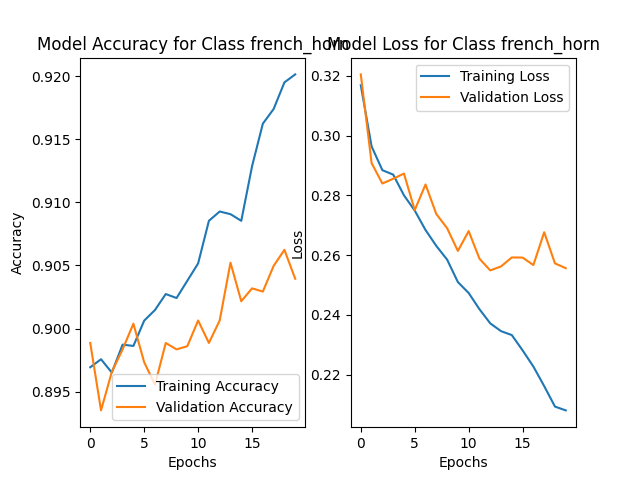 Model Accuracy for Class french_horn
0.920
0.915
0.910
0.905
0.900
0.895
Accuracy
Training Accuracy
Validation Accuracy
0 5 10 15
Epochs
Model Loss for Class french_horn
0.32
0.30
0.28
0.26
0.24
0.22
Loss
Training Loss
Validation Loss
0 5 10 15
Epochs